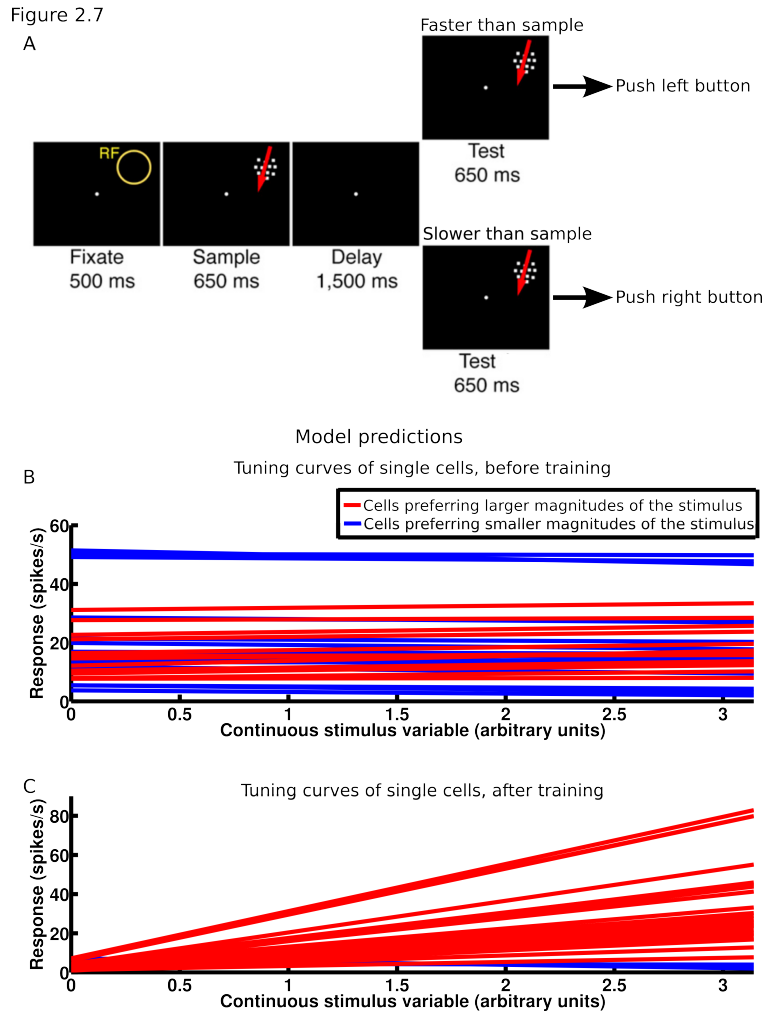 Figure 2.7
A
Faster than sample
Push left button
Test
650 ms
RF
Fixate
500 ms
Sample
650 ms
Delay
1,500 ms
Slower than sample
Push right button
Test
650 ms
Model predictions
B
Tuning curves of single cells, before training
Cells preferring larger magnitudes of the stimulus
Cells preferring smaller magnitudes of the stimulus
Response (spikes/s)
60
40
20
0
0 0.5 1 1.5 2 2.5 3
Continuous stimulus variable (arbitrary units)
C
Tuning curves of single cells, after training
Response (spikes/s)
80
60
40
20
0
0 0.5 1 1.5 2 2.5 3
Continuous stimulus variable (arbitrary units)